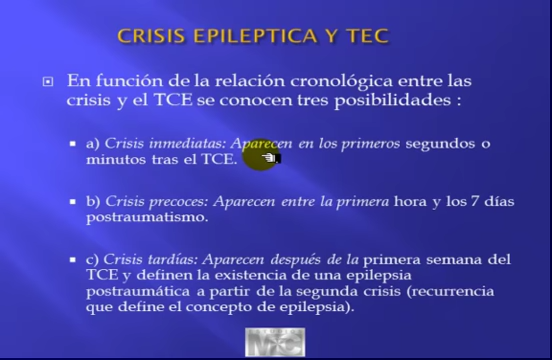 CRISIS EPILEPTICA Y TEC
En función de la relación cronológica entre las
crisis y el TCE se conocen tres posibilidades :
a) Crisis inmediatas: Aparecen en los primeros segundos o
minutos tras el TCE.
b) Crisis precoces: Aparecen entre la primera hora y los 7 días
postraumatismo.
c) Crisis tardías: Aparecen después de la primera semana del
TCE y definen la existencia de una epilepsia
postraumática a partir de la segunda crisis (recurrencia
que define el concepto de epilepsia).